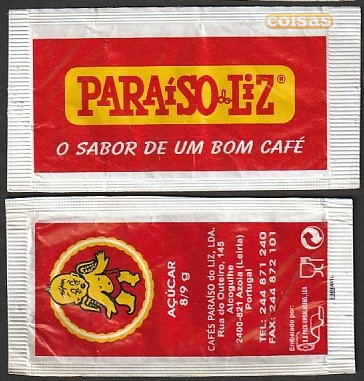 coisas
PARAÍSO do LIZ ®
O SABOR DE UM BOM CAFÉ
AÇÚCAR
8/9 g
CAFÉS PARAÍSO do LIZ, LDA.
Rua do Outeiro, 145
Alcogulhe
2400-821 Azoia (Leiria)
Portugal
TEL: 244 871 240
FAX: 244 872 101
Embalado por: